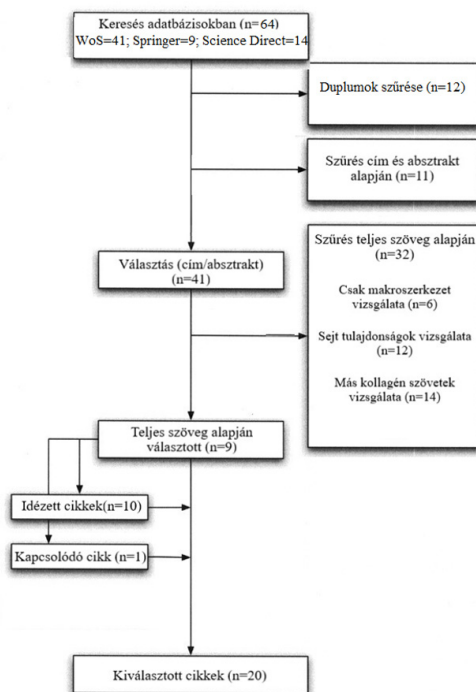 Keresés adatbázisokban (n=64)
WoS=41; Springer=9; Science Direct=14
Duplumok szűrése (n=12)
Szűrés cím és absztrakt
alapján (n=11)
Választás (cím/absztrakt)
(n=41)
Szűrés teljes szöveg alapján
(n=32)
Csak makroszerkezet
vizsgálata (n=6)
Sejt tulajdonságok vizsgálata
(n=12)
Más kollagén szövetek
vizsgálata (n=14)
Teljes szöveg alapján
választott (n=9)
Idézett cikkek(n=10)
Kapcsolódó cikk (n=1)
Kiválasztott cikkek (n=20)